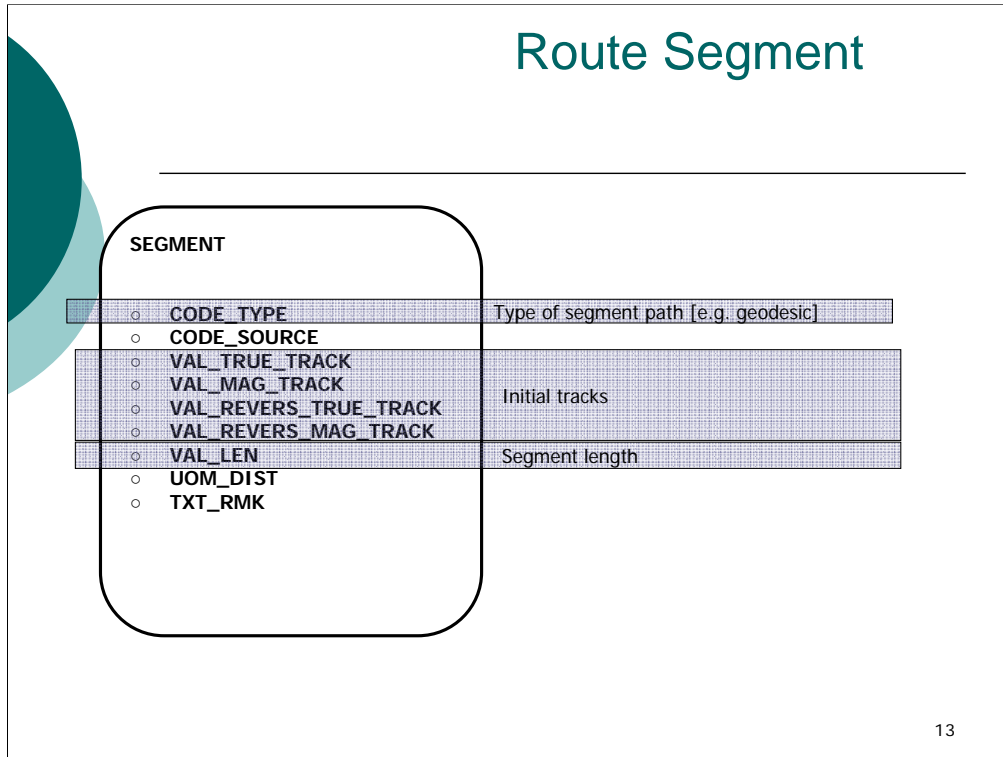 Route Segment
SEGMENT
○ CODE_TYPE Type of segment path [e.g. geodesic]
○ CODE_SOURCE
○ VAL_TRUE_TRACK
○ VAL_MAG_TRACK
Initial tracks
○ VAL_REVERS_TRUE_TRACK
○ VAL_REVERS_MAG_TRACK
○ VAL_LEN Segment length
○ UOM_DIST
○ TXT_RMK
13